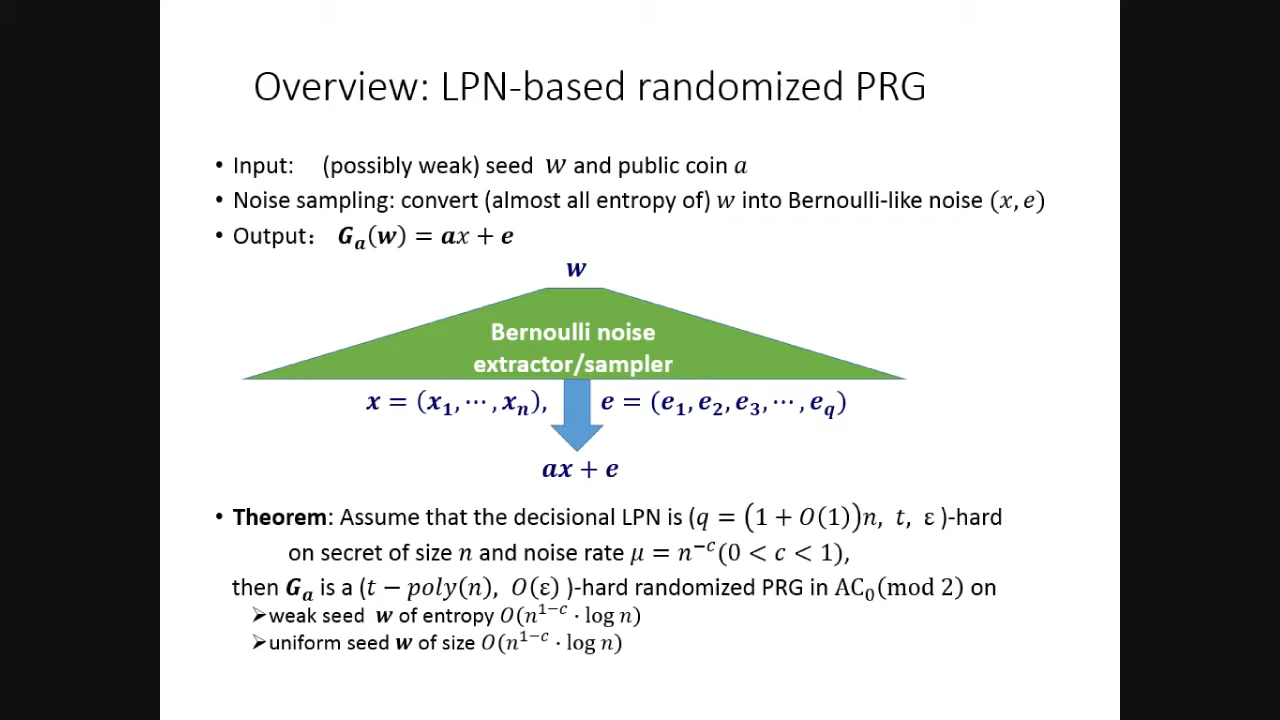 Overview: LPN-based randomized PRG
• Input: (possibly weak) seed w and public coin a
• Noise sampling: convert (almost all entropy of) w into Bernoulli-like noise (x, e)
• Output： Gₐ(w) = ax + e
w
Bernoulli noise
extractor/sampler
x = (x₁, ⋯ , xₙ), e = (e₁, e₂, e₃, ⋯ , e_q)
ax + e
• Theorem: Assume that the decisional LPN is (q = (1 + O(1))n, t, ε )-hard
on secret of size n and noise rate μ = n^{−c}(0 < c < 1),
then Gₐ is a (t − poly(n), O(ε) )-hard randomized PRG in AC₀(mod 2) on
➢weak seed w of entropy O(n^{1−c} · log n)
➢uniform seed w of size O(n^{1−c} · log n)